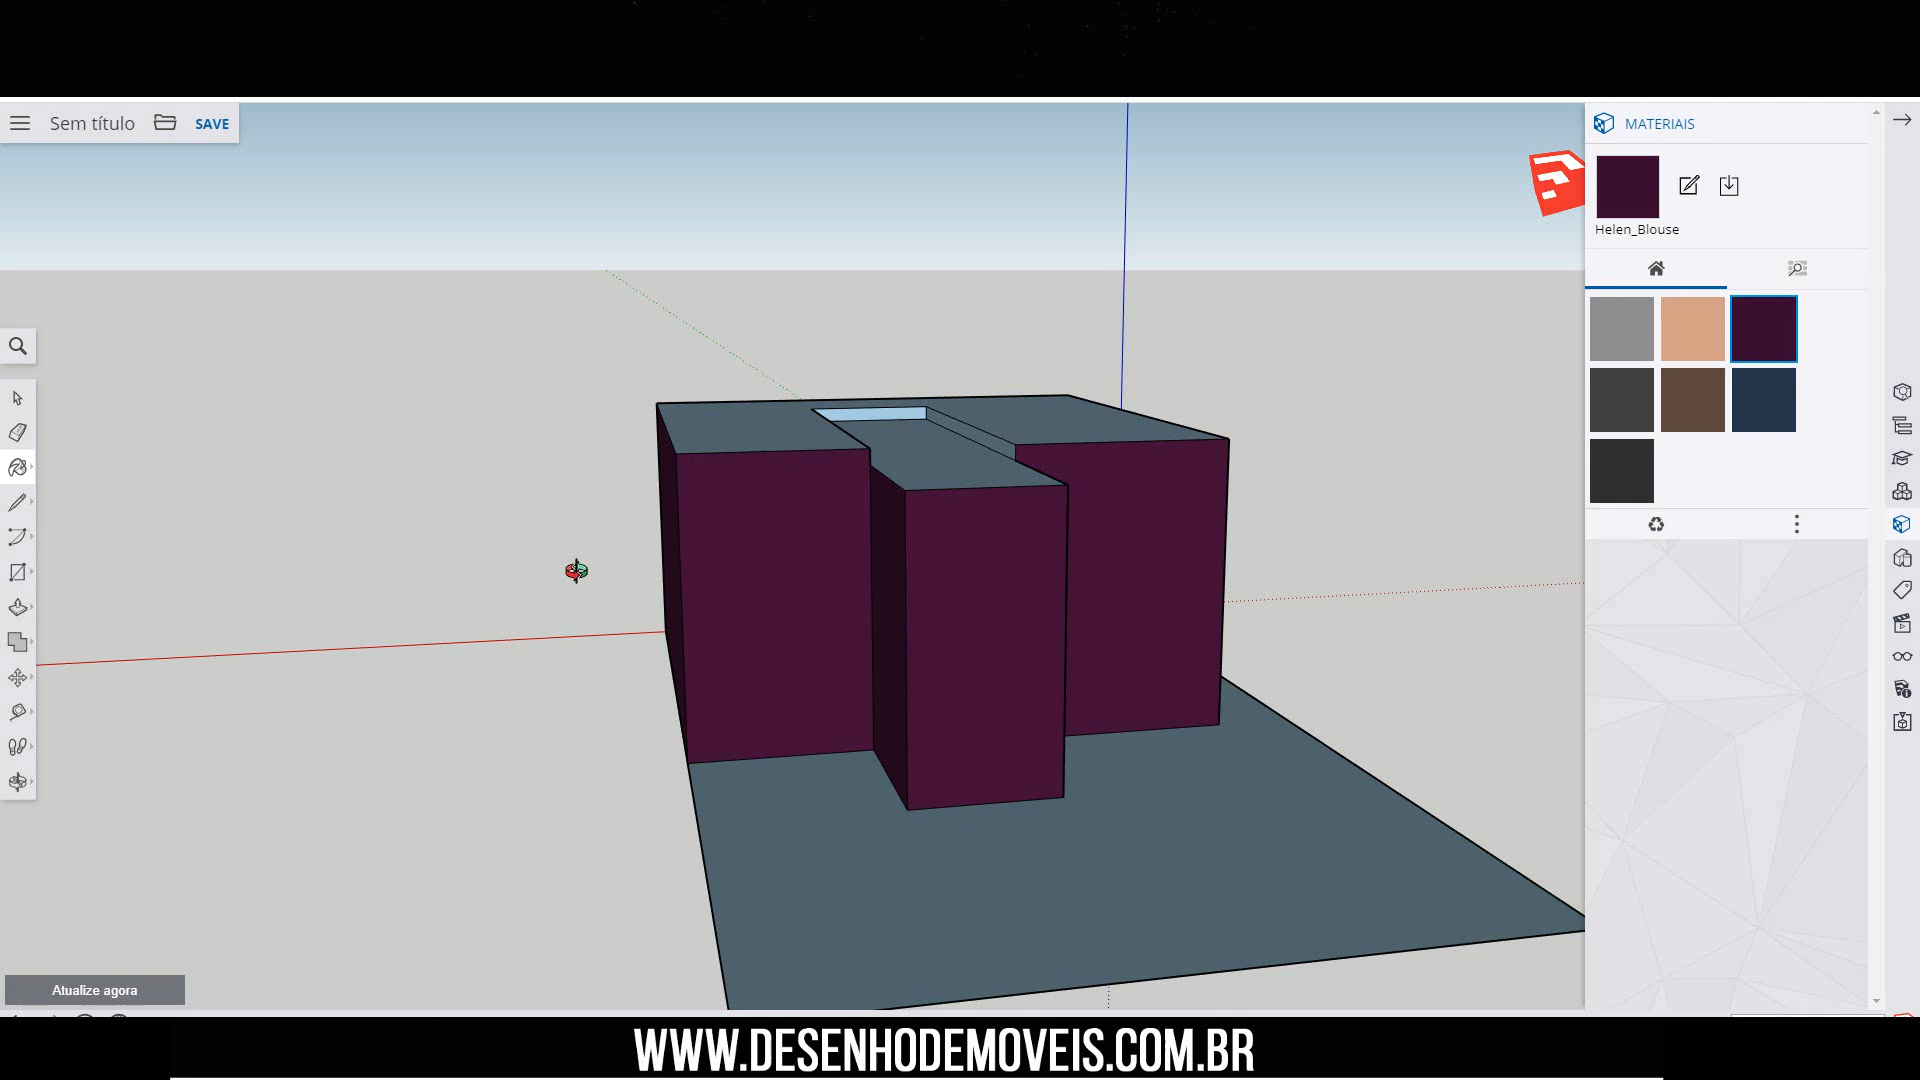 Sem título
SAVE
MATERIAIS
Helen_Blouse
Atualize agora
WWW.DESENHODEMOVEIS.COM.BR